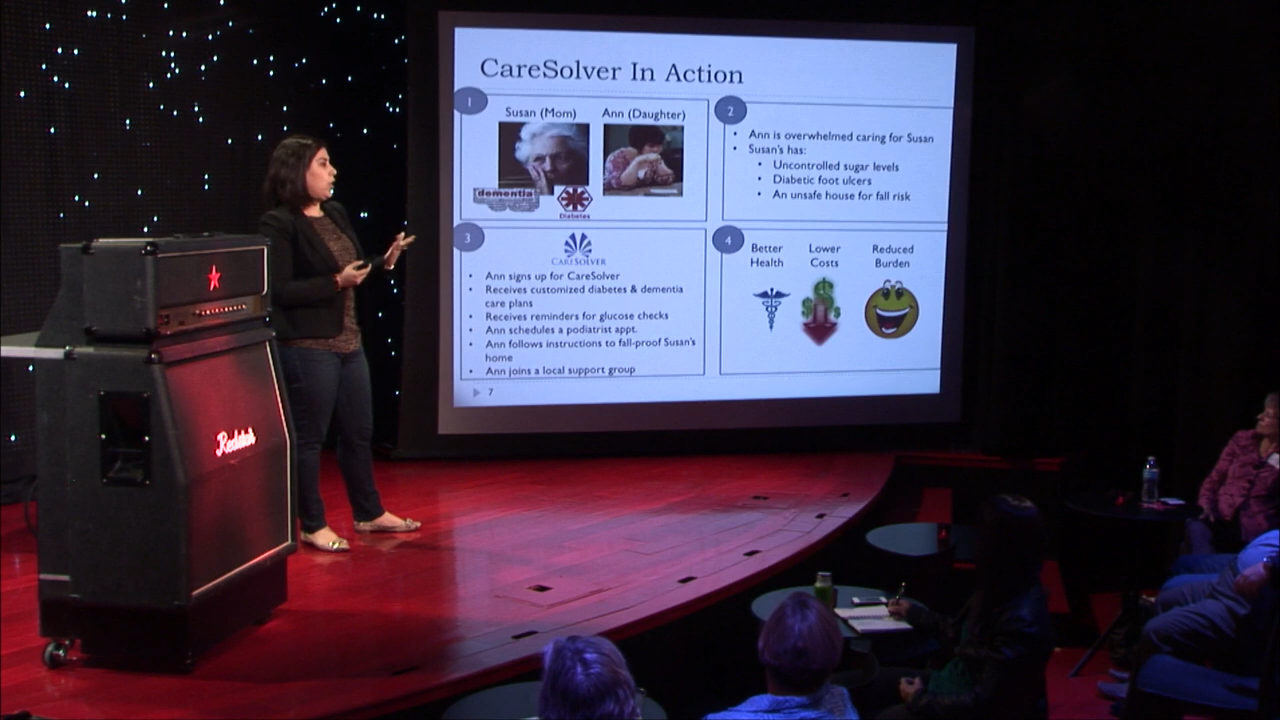 CareSolver In Action
1
Susan (Mom)
Ann (Daughter)
dementia
Diabetes
2
• Ann is overwhelmed caring for Susan
• Susan's has:
• Uncontrolled sugar levels
• Diabetic foot ulcers
• An unsafe house for fall risk
3
CARESOLVER
• Ann signs up for CareSolver
• Receives customized diabetes & dementia
care plans
• Receives reminders for glucose checks
• Ann schedules a podiatrist appt.
• Ann follows instructions to fall-proof Susan's
home
• Ann joins a local support group
4
Better
Health
Lower
Costs
Reduced
Burden
7